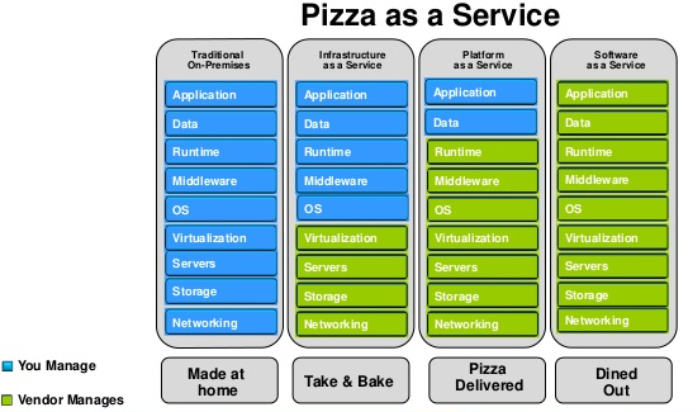 Pizza as a Service
Traditional
On-Premises
Application
Data
Runtime
Middleware
OS
Virtualization
Servers
Storage
Networking
Made at
home
Infrastructure
as a Service
Application
Data
Runtime
Middleware
OS
Virtualization
Servers
Storage
Networking
Take & Bake
Platform
as a Service
Application
Data
Runtime
Middleware
OS
Virtualization
Servers
Storage
Networking
Pizza
Delivered
Software
as a Service
Application
Data
Runtime
Middleware
OS
Virtualization
Servers
Storage
Networking
Dined
Out
You Manage
Vendor Manages